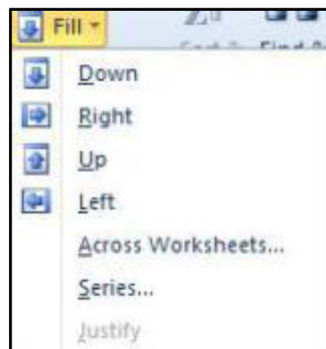 Fill
Down
Right
Up
Left
Across Worksheets...
Series...
Justify